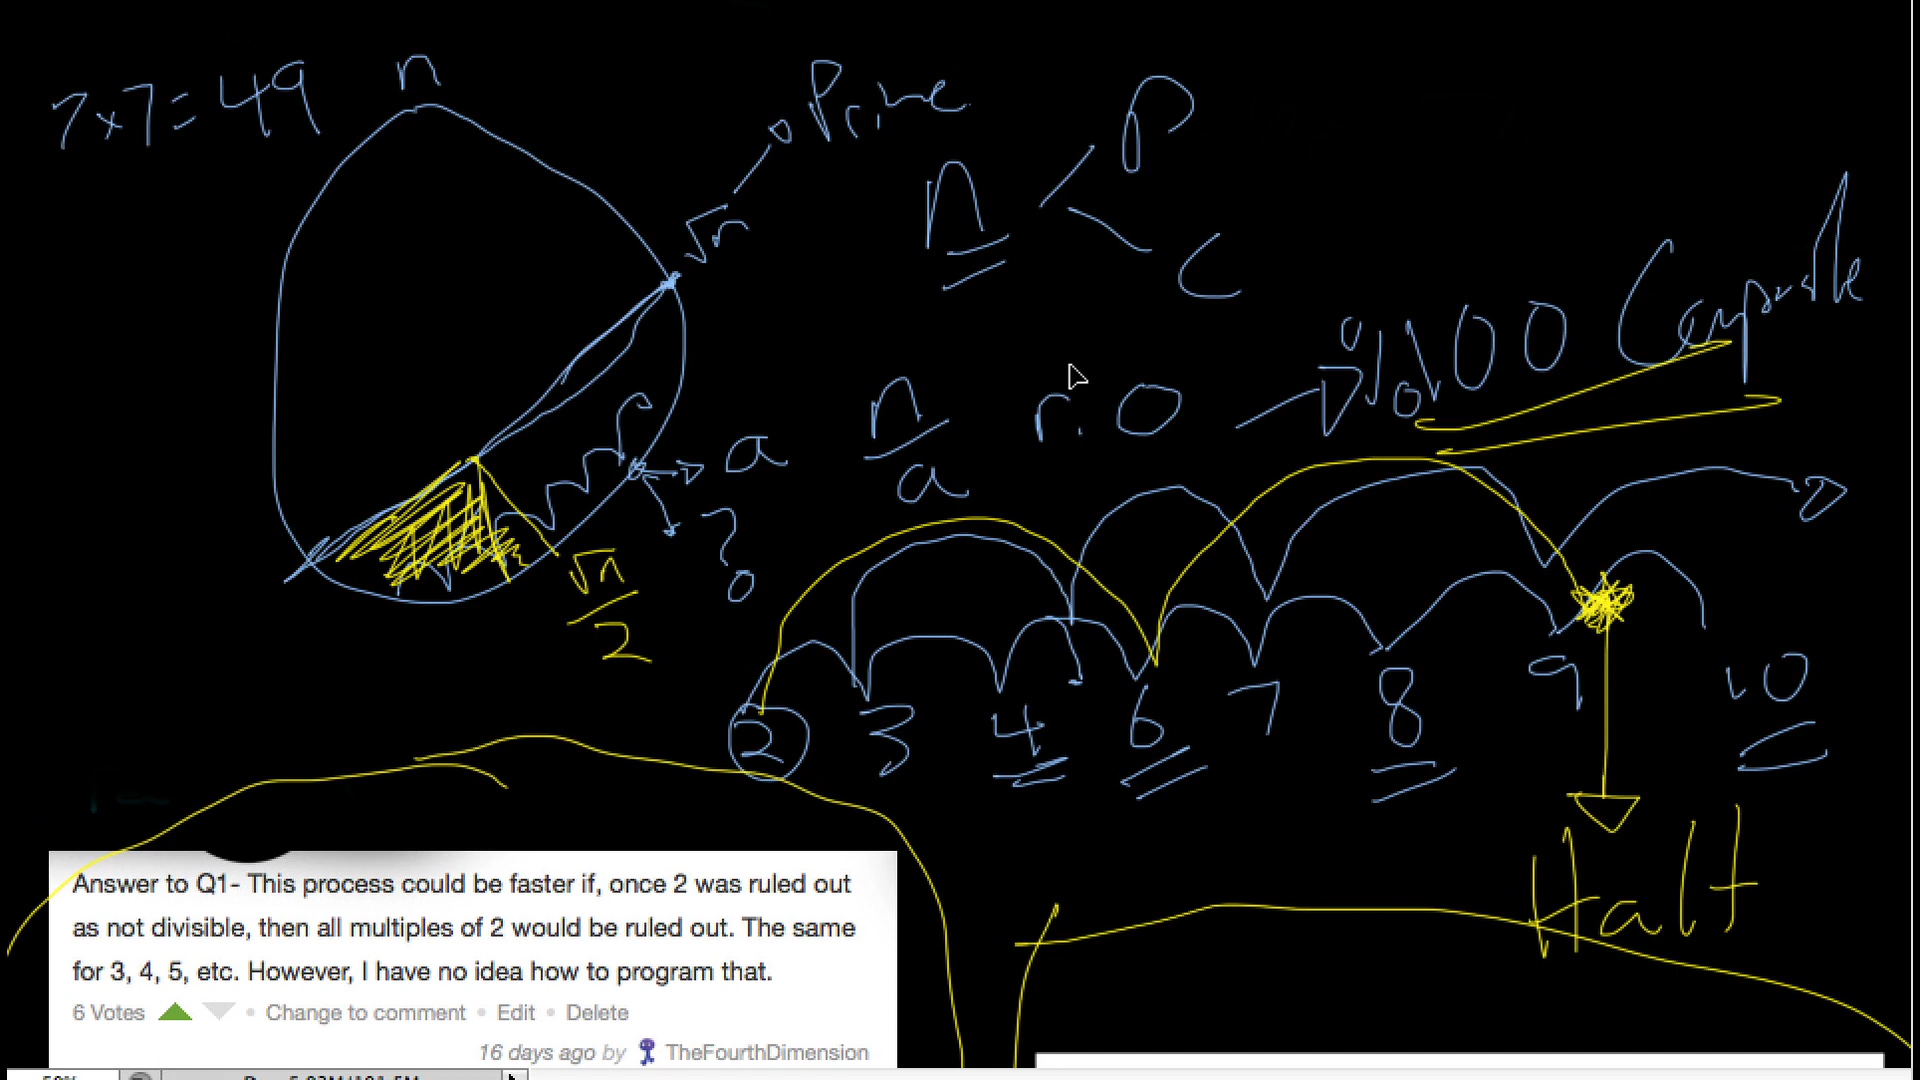 7x7=49
n
Prime
√n
n
P
C
a
n/a
r. 0
% 100 Composite
?
√n/2
2 3 4 6 7 8 9 10
Halt
Answer to Q1- This process could be faster if, once 2 was ruled out
as not divisible, then all multiples of 2 would be ruled out. The same
for 3, 4, 5, etc. However, I have no idea how to program that.
6 Votes • Change to comment • Edit • Delete
16 days ago by TheFourthDimension